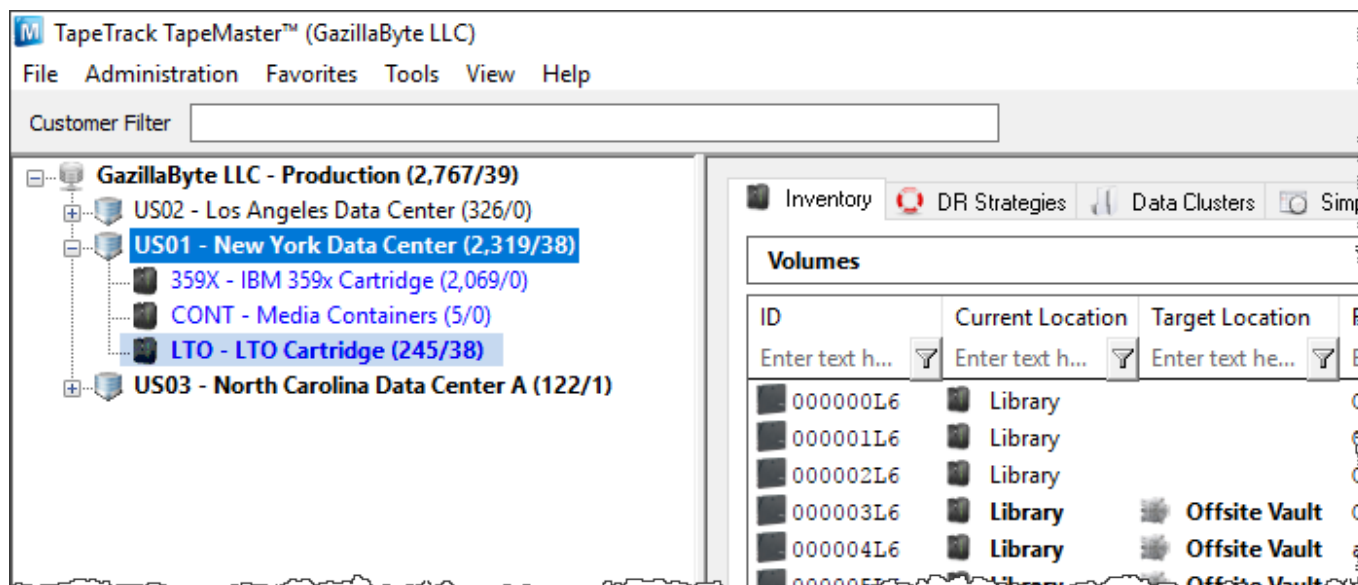 TapeTrack TapeMaster™ (GazillaByte LLC)
File Administration Favorites Tools View Help
Customer Filter
GazillaByte LLC - Production (2,767/39)
US02 - Los Angeles Data Center (326/0)
US01 - New York Data Center (2,319/38)
359X - IBM 359x Cartridge (2,069/0)
CONT - Media Containers (5/0)
LTO - LTO Cartridge (245/38)
US03 - North Carolina Data Center A (122/1)
Inventory DR Strategies Data Clusters
Volumes
ID Current Location Target Location
Enter text h... Enter text h... Enter text he...
000000L6 Library
000001L6 Library
000002L6 Library
000003L6 Library Offsite Vault
000004L6 Library Offsite Vault
Library Offsite Vault